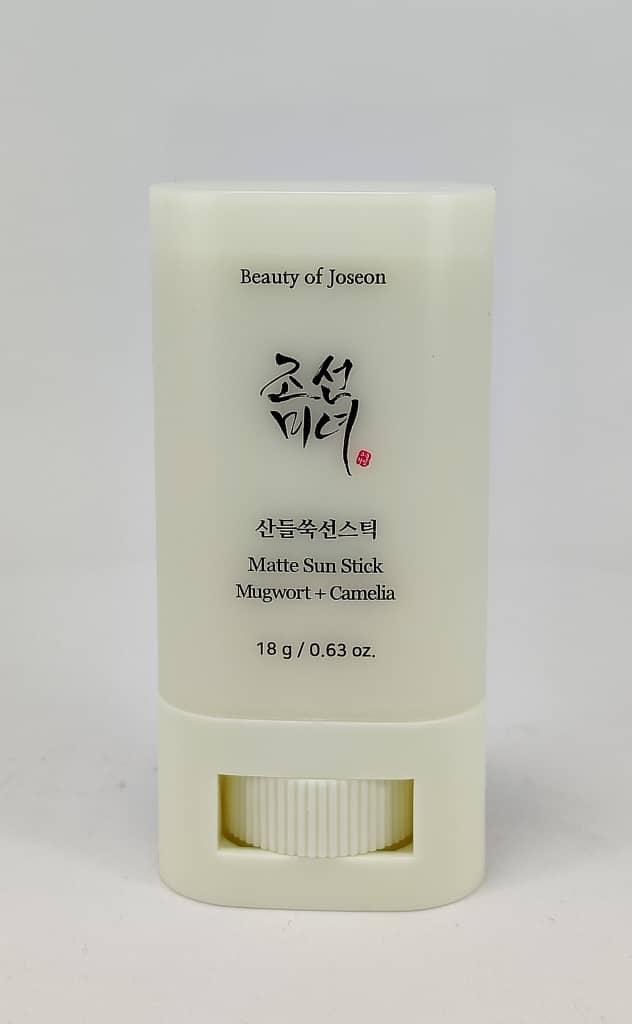 Beauty of Joseon
조선
미녀
산들쑥선스틱
Matte Sun Stick
Mugwort + Camelia
18 g / 0.63 oz.